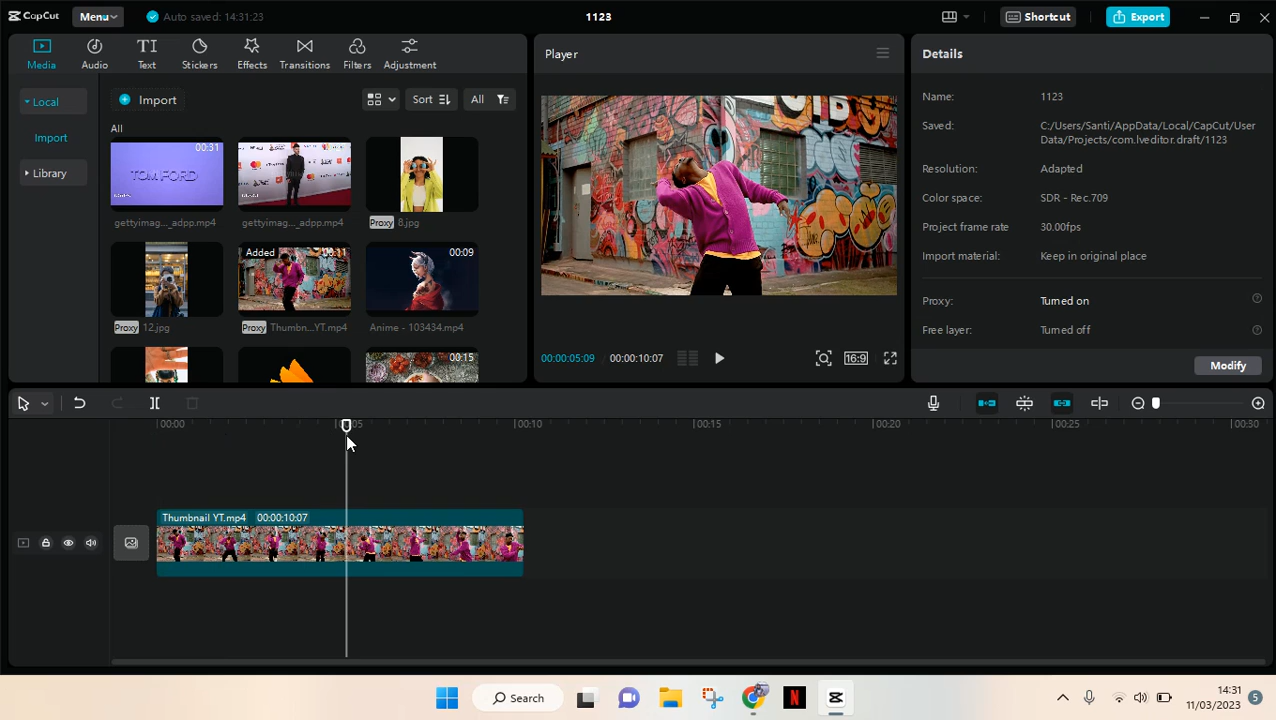 CapCut
Menu
Auto saved: 14:31:23
1123
Shortcut
Export
Media
Audio
Text
Stickers
Effects
Transitions
Filters
Adjustment
Local
Import
Library
Import
Sort
All
All
00:31
TOM FORD
gettyimag..._adpp.mp4
gettyimag..._adpp.mp4
Proxy 8.jpg
Proxy 12.jpg
Added 00:11
Proxy Thumbn...YT.mp4
00:09
Anime - 103434.mp4
00:15
Player
00:00:05:09
00:00:10:07
16:9
Details
Name: 1123
Saved: C:/Users/Santi/AppData/Local/CapCut/User
Data/Projects/com.lveditor.draft/1123
Resolution: Adapted
Color space: SDR - Rec.709
Project frame rate 30.00fps
Import material: Keep in original place
Proxy: Turned on
Free layer: Turned off
Modify
00:00
00:05
00:10
00:15
00:20
00:25
00:30
Thumbnail YT.mp4 00:00:10:07
Search
14:31
11/03/2023
5